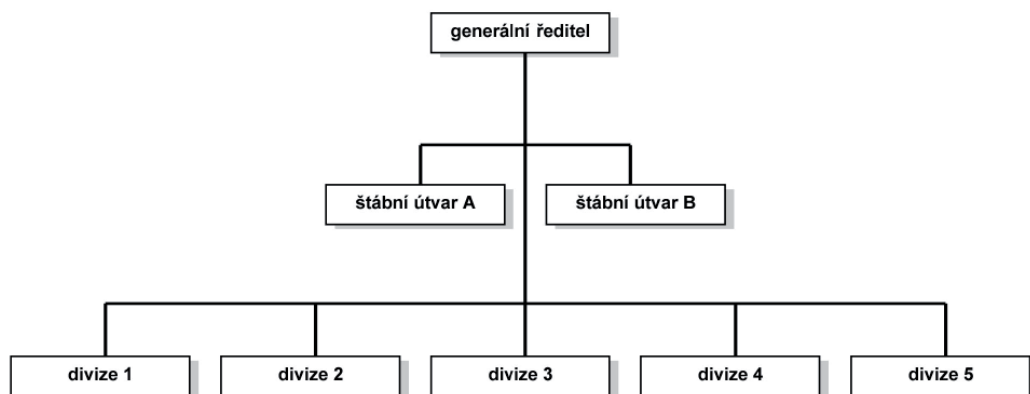 generální ředitel
štábní útvar A
štábní útvar B
divize 1
divize 2
divize 3
divize 4
divize 5